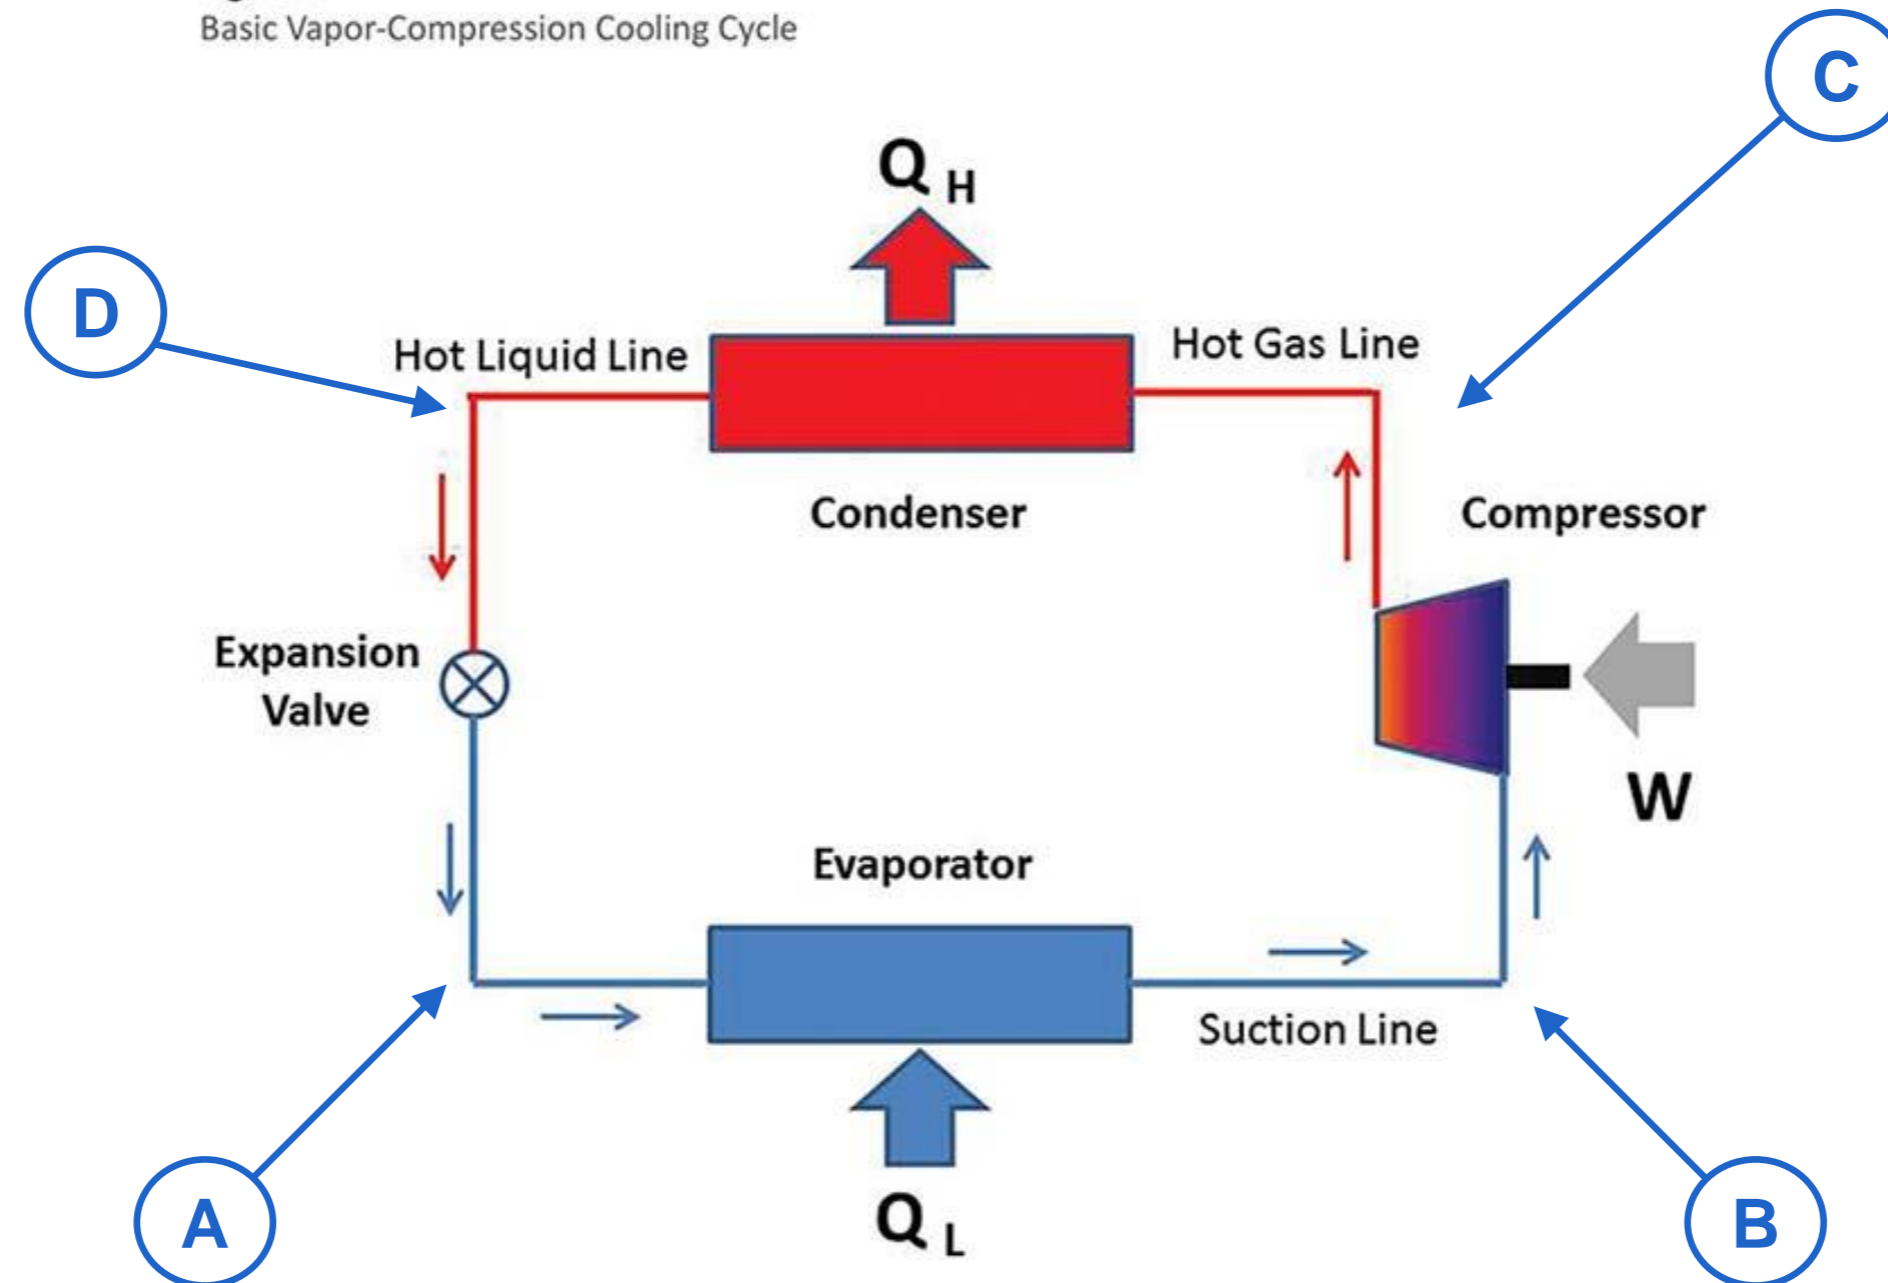 Basic Vapor-Compression Cooling Cycle
C
Q H
D
Hot Liquid Line
Hot Gas Line
Condenser
Compressor
Expansion
Valve
W
Evaporator
Suction Line
A
Q L
B